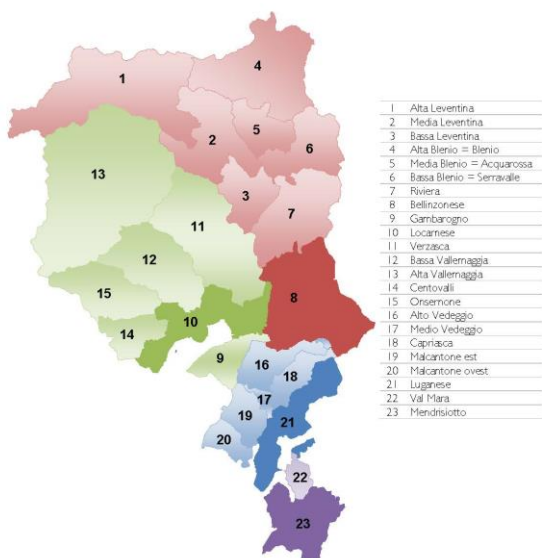 1
4
2
5
6
13
3
7
11
12
15
8
10
14
9
16
18
17
19
21
20
22
23
1 Alta Leventina
2 Media Leventina
3 Bassa Leventina
4 Alta Blenio = Blenio
5 Media Blenio = Acquarossa
6 Bassa Blenio = Serravalle
7 Riviera
8 Bellinzonese
9 Gambarogno
10 Locarnese
11 Verzasca
12 Bassa Vallemaggia
13 Alta Vallemaggia
14 Centovalli
15 Onsernone
16 Alto Vedeggio
17 Medio Vedeggio
18 Capriasca
19 Malcantone est
20 Malcantone ovest
21 Luganese
22 Val Mara
23 Mendrisiotto